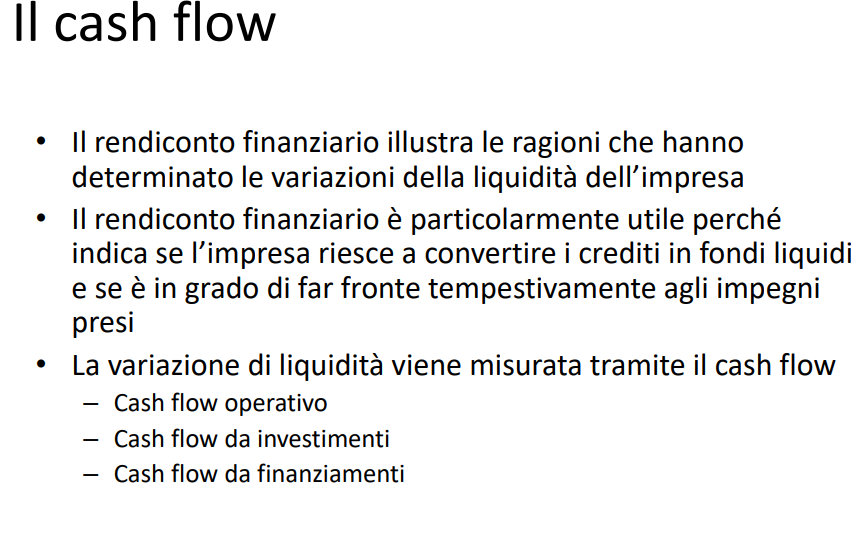 Il cash flow
• Il rendiconto finanziario illustra le ragioni che hanno
determinato le variazioni della liquidità dell’impresa
• Il rendiconto finanziario è particolarmente utile perché
indica se l’impresa riesce a convertire i crediti in fondi liquidi
e se è in grado di far fronte tempestivamente agli impegni
presi
• La variazione di liquidità viene misurata tramite il cash flow
– Cash flow operativo
– Cash flow da investimenti
– Cash flow da finanziamenti